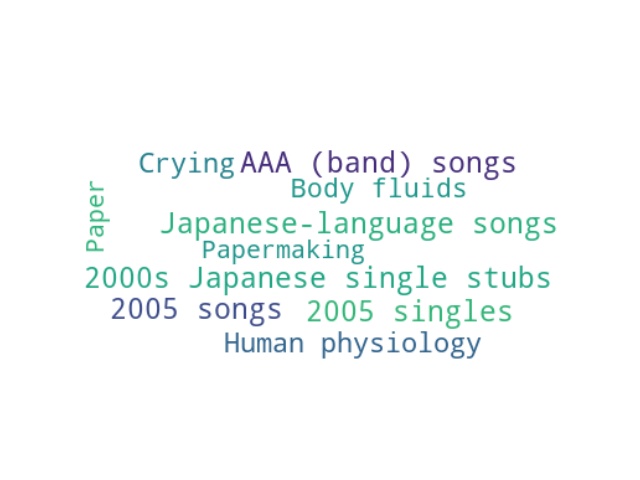 Crying
AAA (band) songs
Body fluids
Paper
Japanese-language songs
Papermaking
2000s Japanese single stubs
2005 songs
2005 singles
Human physiology